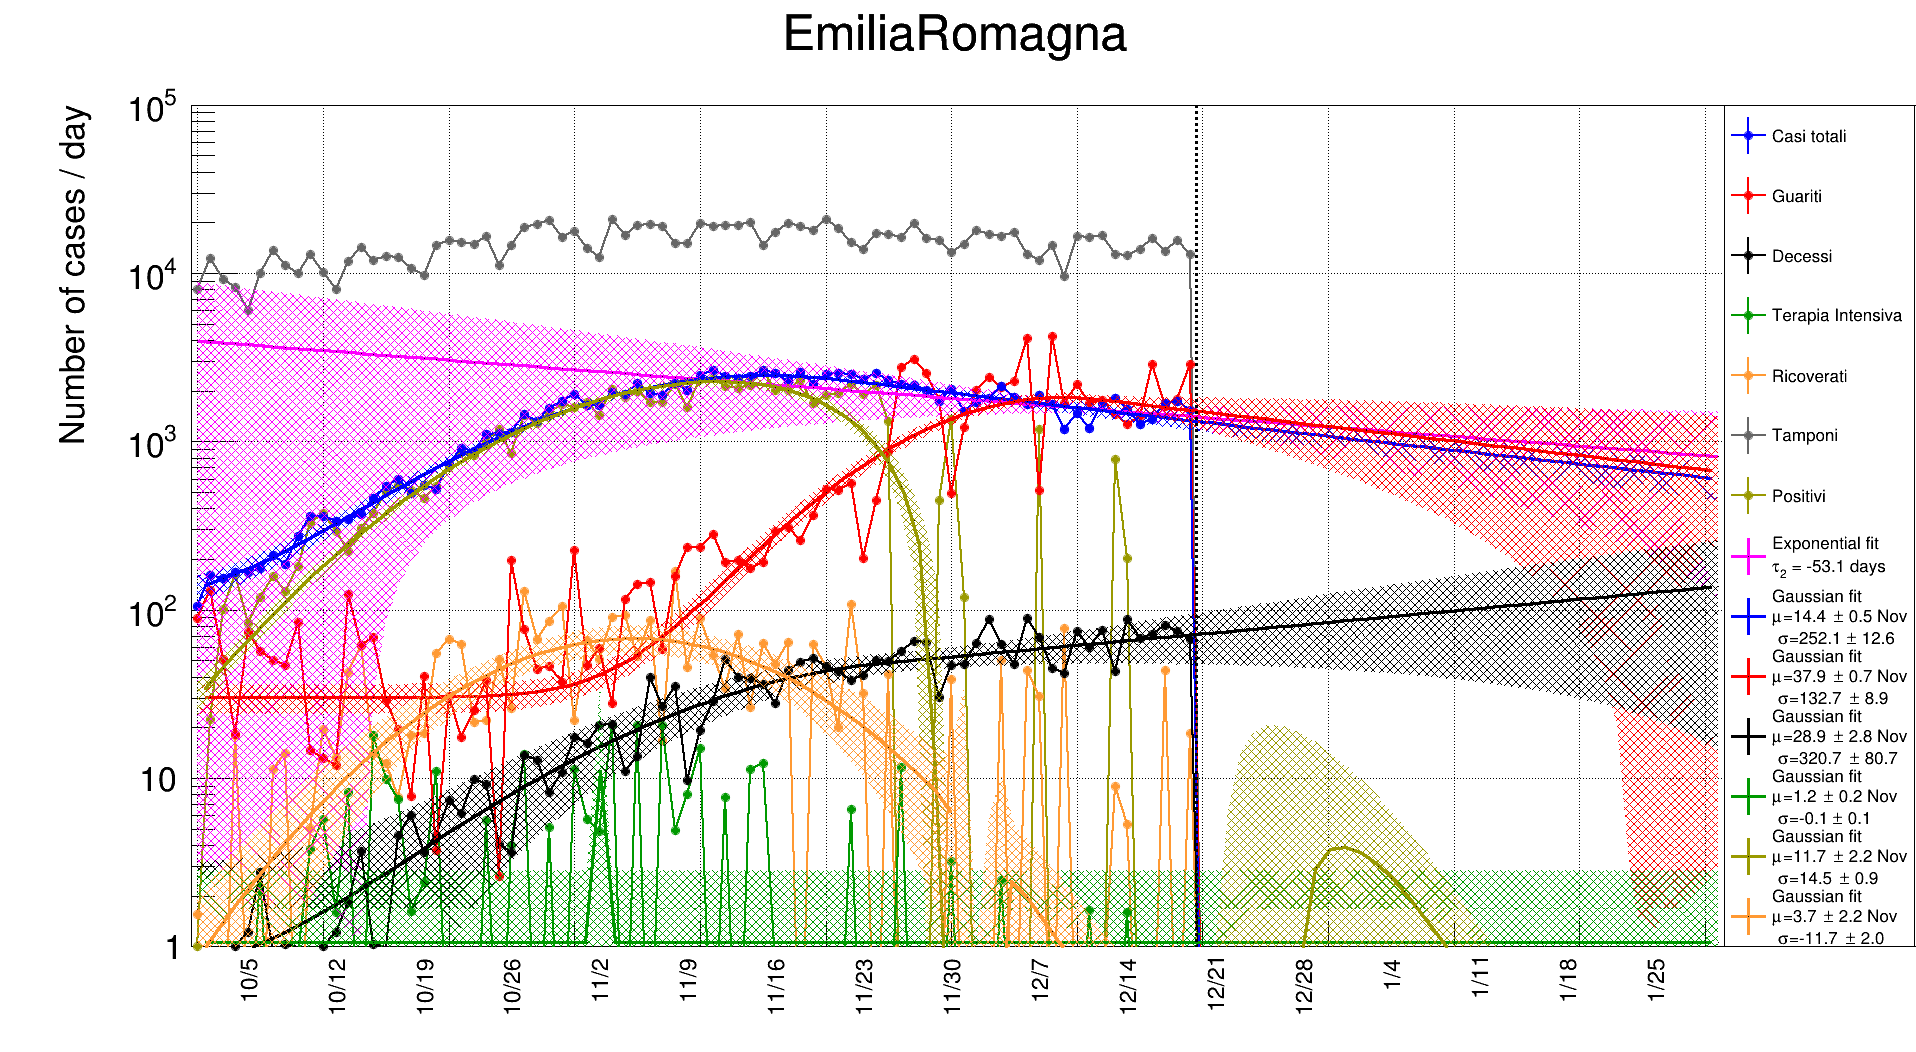 EmiliaRomagna
Number of cases / day
10^5
10^4
10^3
10^2
10
1
10/5
10/12
10/19
10/26
11/2
11/9
11/16
11/23
11/30
12/7
12/14
12/21
12/28
1/4
1/11
1/18
1/25
Casi totali
Guariti
Decessi
Terapia Intensiva
Ricoverati
Tamponi
Positivi
Exponential fit
τ₂ = -53.1 days
Gaussian fit
μ=14.4 ± 0.5 Nov
σ=252.1 ± 12.6
Gaussian fit
μ=37.9 ± 0.7 Nov
σ=132.7 ± 8.9
Gaussian fit
μ=28.9 ± 2.8 Nov
σ=320.7 ± 80.7
Gaussian fit
μ=1.2 ± 0.2 Nov
σ=-0.1 ± 0.1
Gaussian fit
μ=11.7 ± 2.2 Nov
σ=14.5 ± 0.9
Gaussian fit
μ=3.7 ± 2.2 Nov
σ=-11.7 ± 2.0